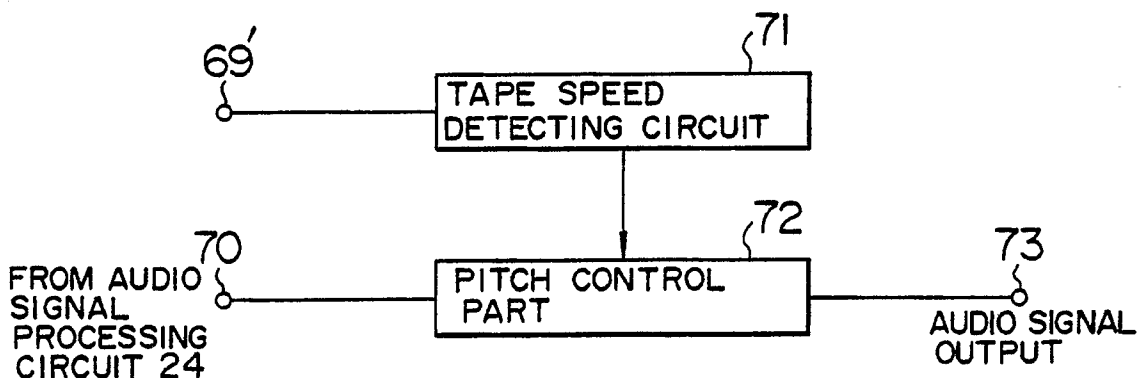 69'
71
TAPE SPEED
DETECTING CIRCUIT
70
72
73
FROM AUDIO
SIGNAL
PROCESSING
CIRCUIT 24
PITCH CONTROL
PART
AUDIO SIGNAL
OUTPUT